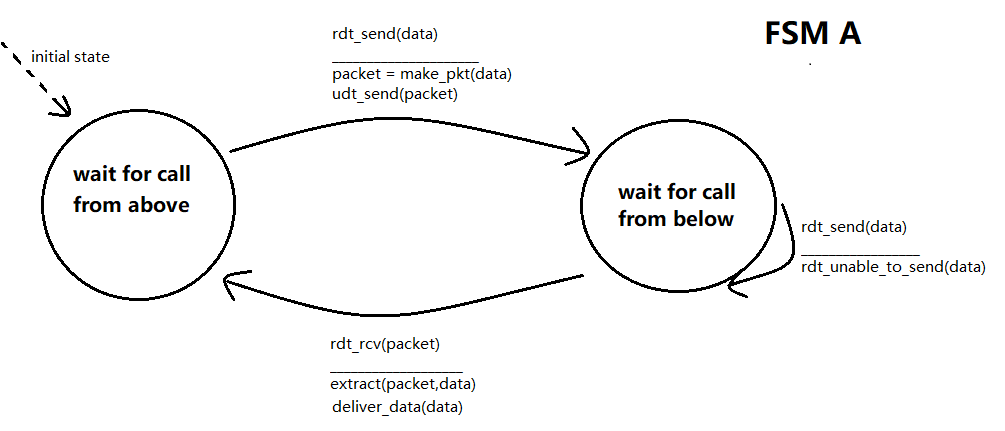 FSM A
initial state
rdt_send(data)
packet = make_pkt(data)
udt_send(packet)
wait for call
from above
wait for call
from below
rdt_send(data)
rdt_unable_to_send(data)
rdt_rcv(packet)
extract(packet,data)
deliver_data(data)